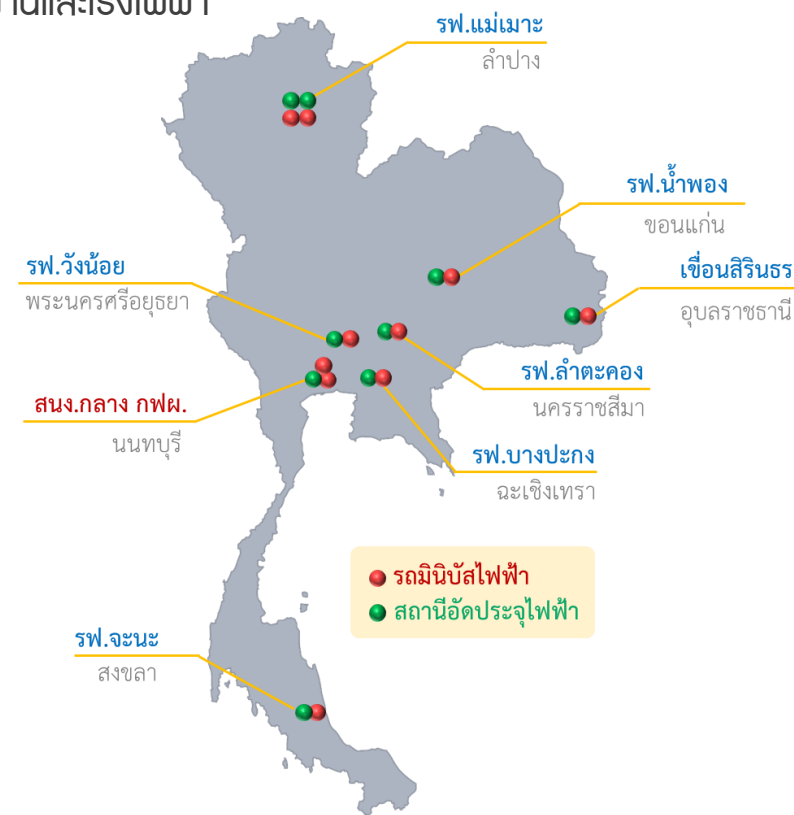 รฟ.แม่เมาะ
ลำปาง
รฟ.น้ำพอง
ขอนแก่น
รฟ.วังน้อย
พระนครศรีอยุธยา
เขื่อนสิรินธร
อุบลราชธานี
รฟ.ลำตะคอง
นครราชสีมา
สนง.กลาง กฟผ.
นนทบุรี
รฟ.บางปะกง
ฉะเชิงเทรา
รถมินิบัสไฟฟ้า
สถานีอัดประจุไฟฟ้า
รฟ.จะนะ
สงขลา